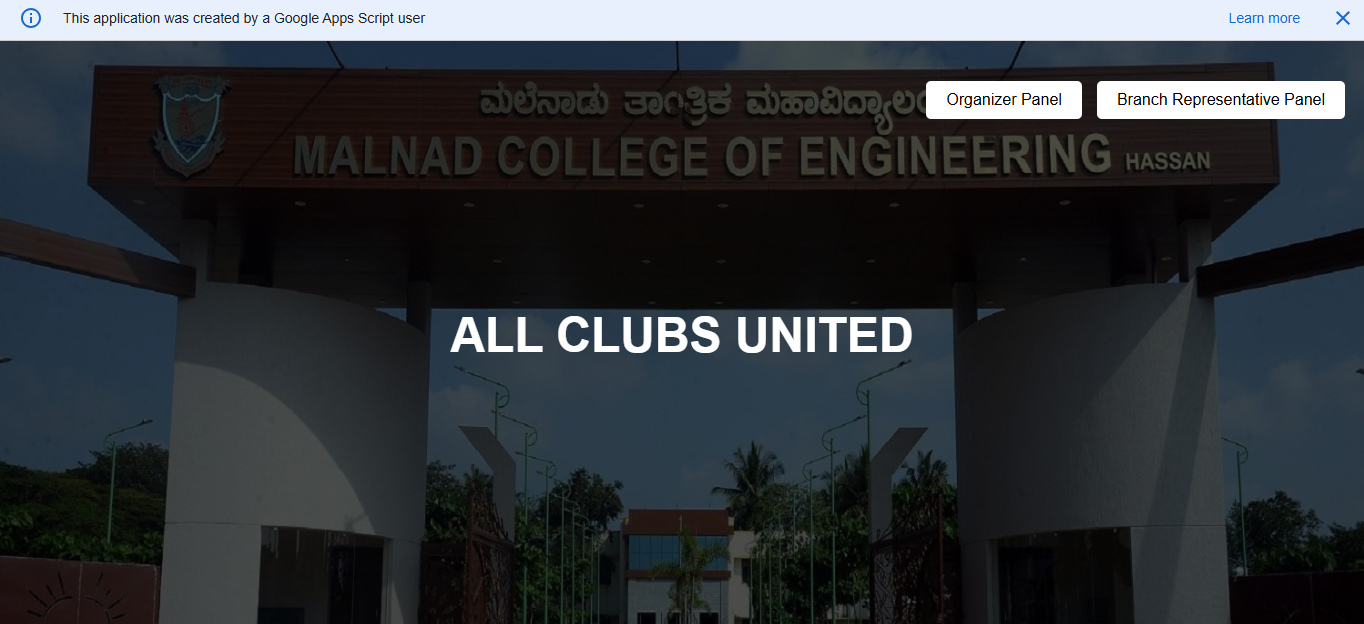 This application was created by a Google Apps Script user
Learn more
Organizer Panel
Branch Representative Panel
ಮಲೆನಾಡು ತಾಂತ್ರಿಕ
MALNAD COLLEGE OF ENGINEERING HASSAN
ALL CLUBS UNITED